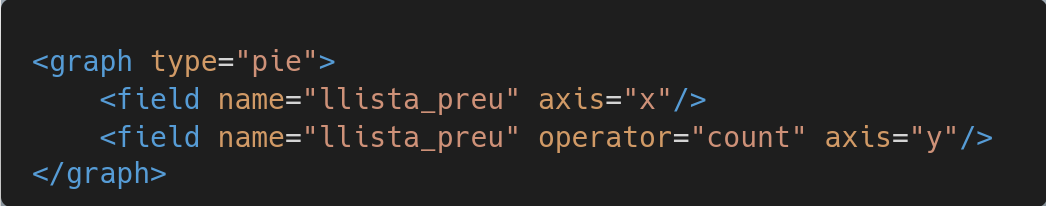 <graph type="pie">
    <field name="llista_preu" axis="x"/>
    <field name="llista_preu" operator="count" axis="y"/>
</graph>